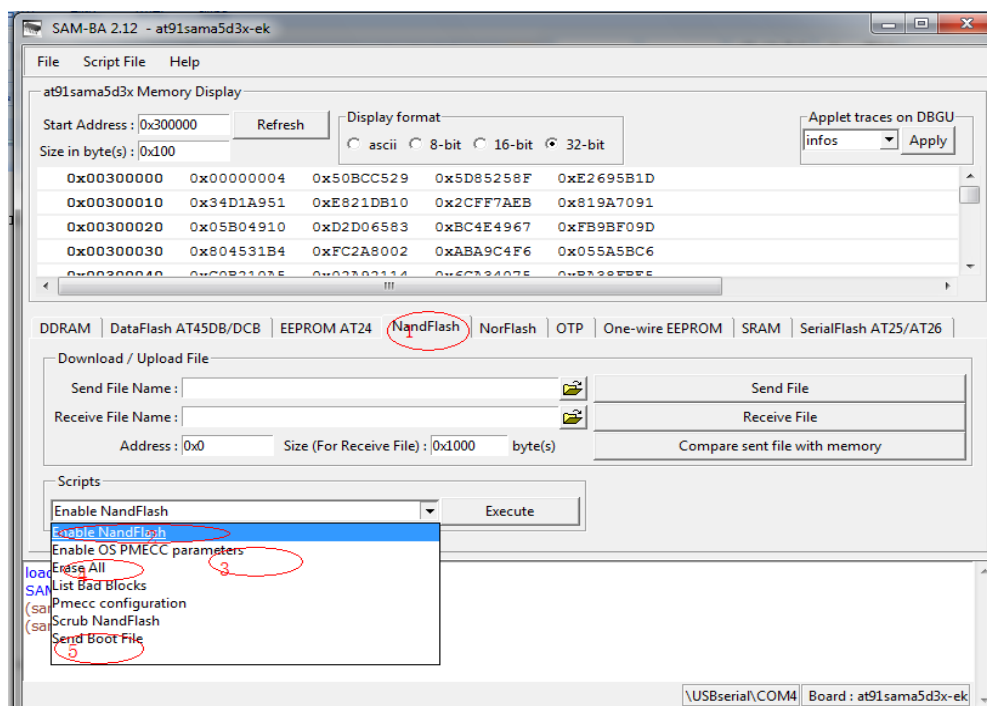 SAM-BA 2.12 - at91sama5d3x-ek
File Script File Help
at91sama5d3x Memory Display
Start Address : 0x300000 Refresh Display format Applet traces on DBGU
Size in byte(s) : 0x100 ascii 8-bit 16-bit 32-bit infos Apply
0x00300000 0x00000004 0x50BCC529 0x5D85258F 0xE2695B1D
0x00300010 0x34D1A951 0xE821DB10 0x2CFF7AEB 0x819A7091
0x00300020 0x05B04910 0xD2D06583 0xBC4E4967 0xFB9BF09D
0x00300030 0x804531B4 0xFC2A8002 0xABA9C4F6 0x055A5BC6
0x00300040
DDRAM DataFlash AT45DB/DCB EEPROM AT24 NandFlash NorFlash OTP One-wire EEPROM SRAM SerialFlash AT25/AT26
1
Download / Upload File
Send File Name : Send File
Receive File Name : Receive File
Address : 0x0 Size (For Receive File) : 0x1000 byte(s) Compare sent file with memory
Scripts
Enable NandFlash Execute
Enable NandFlash
Enable OS PMECC parameters
3
Erase All
List Bad Blocks
Pmecc configuration
Scrub NandFlash
Send Boot File
5
load
SAM
(sam
(sam
\USBserial\COM4 Board : at91sama5d3x-ek